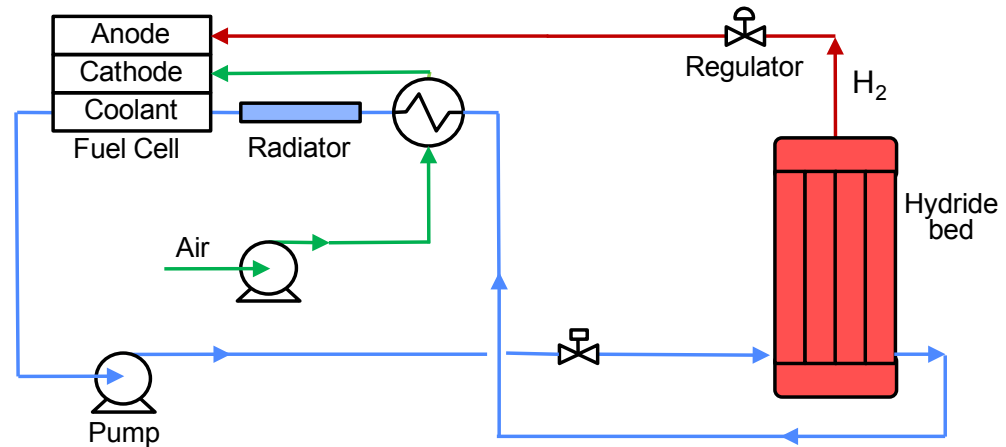 Anode
Cathode
Coolant
Fuel Cell
Radiator
Regulator
H₂
Hydride
bed
Air
Pump